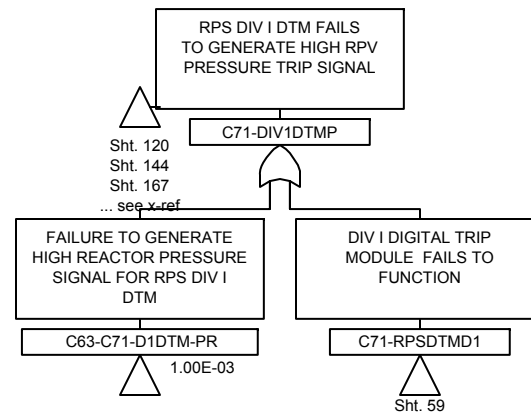 RPS DIV I DTM FAILS
TO GENERATE HIGH RPV
PRESSURE TRIP SIGNAL
C71-DIV1DTMP
Sht. 120
Sht. 144
Sht. 167
... see x-ref
FAILURE TO GENERATE
HIGH REACTOR PRESSURE
SIGNAL FOR RPS DIV I
DTM
C63-C71-D1DTM-PR
1.00E-03
DIV I DIGITAL TRIP
MODULE FAILS TO
FUNCTION
C71-RPSDTMD1
Sht. 59